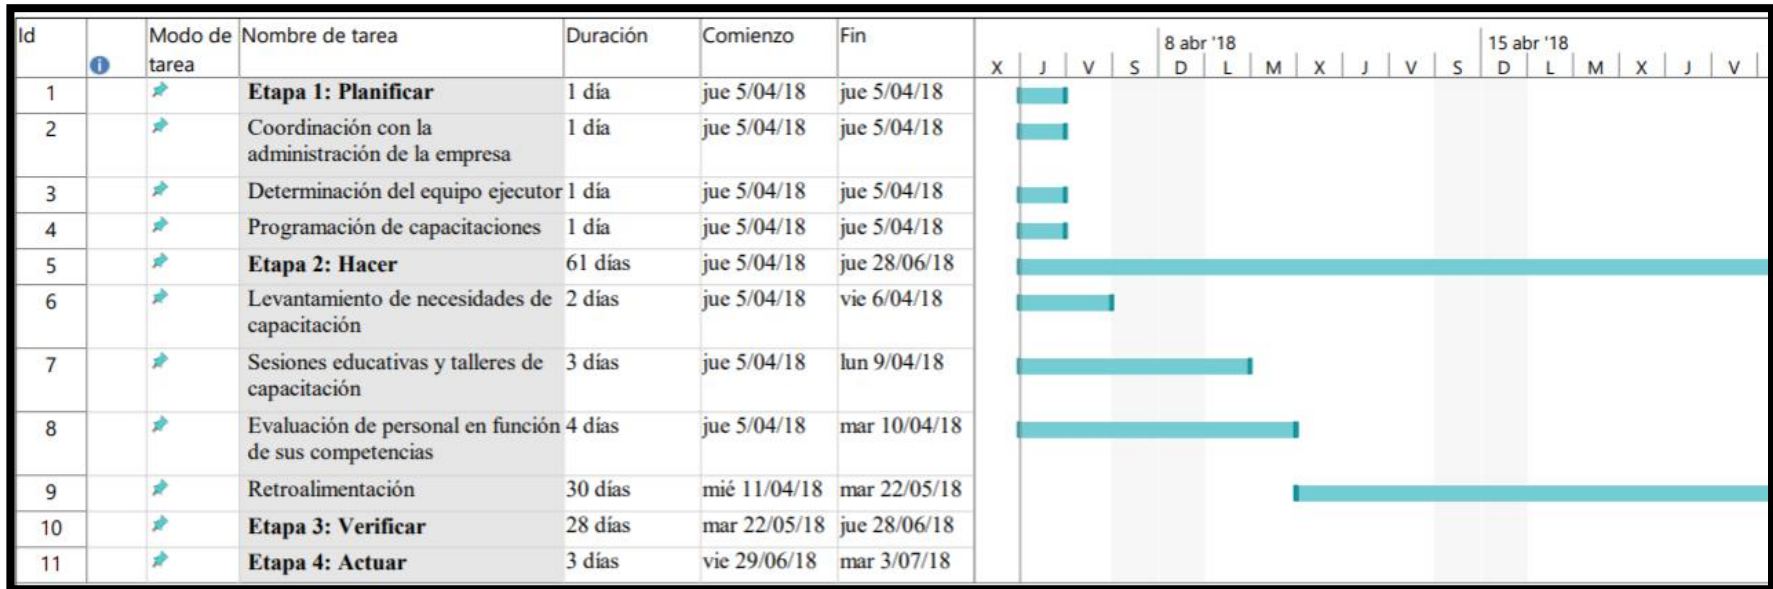 Id Modo de tarea Nombre de tarea Duración Comienzo Fin
8 abr '18 15 abr '18
X J V S D L M X J V S D L M X J V
1 Etapa 1: Planificar 1 día jue 5/04/18 jue 5/04/18
2 Coordinación con la 1 día jue 5/04/18 jue 5/04/18
administración de la empresa
3 Determinación del equipo ejecutor 1 día jue 5/04/18 jue 5/04/18
4 Programación de capacitaciones 1 día jue 5/04/18 jue 5/04/18
5 Etapa 2: Hacer 61 días jue 5/04/18 jue 28/06/18
6 Levantamiento de necesidades de 2 días jue 5/04/18 vie 6/04/18
capacitación
7 Sesiones educativas y talleres de 3 días jue 5/04/18 lun 9/04/18
capacitación
8 Evaluación de personal en función 4 días jue 5/04/18 mar 10/04/18
de sus competencias
9 Retroalimentación 30 días mié 11/04/18 mar 22/05/18
10 Etapa 3: Verificar 28 días mar 22/05/18 jue 28/06/18
11 Etapa 4: Actuar 3 días vie 29/06/18 mar 3/07/18